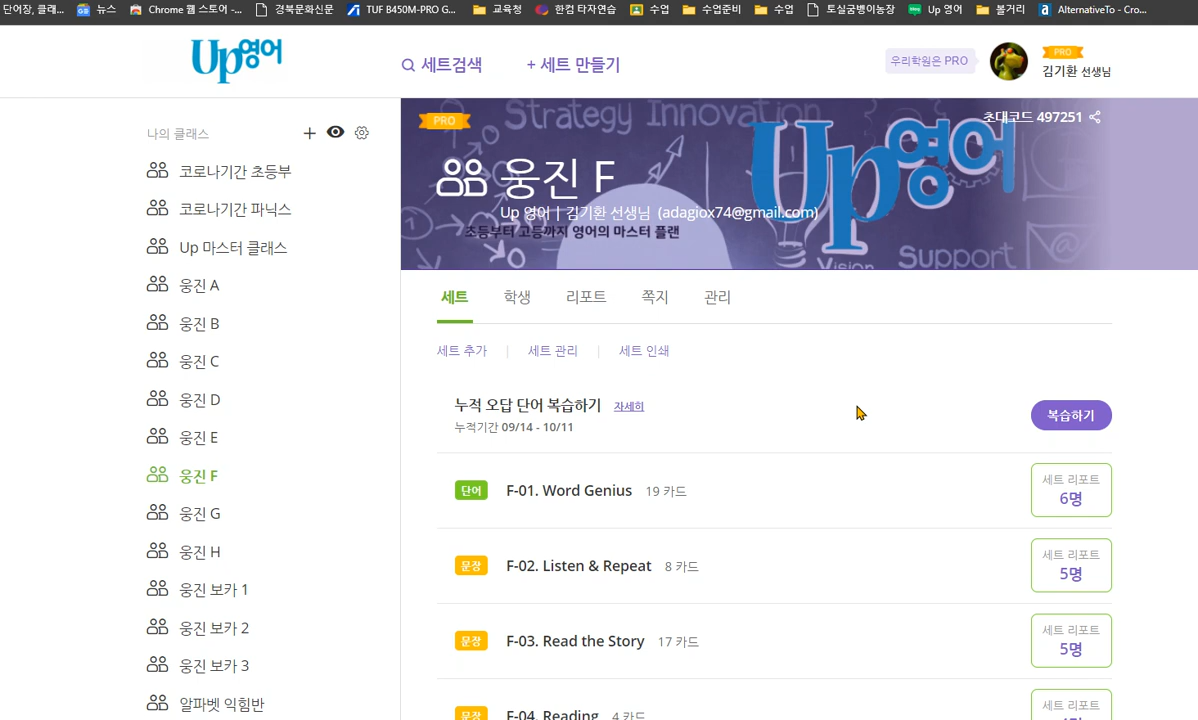 단어장, 클래... 뉴스 Chrome 웹 스토어 -... 경북문화신문 TUF B450M-PRO G... 교육청 한컴 타자연습 수업 수업준비 수업 토실곰뱅이농장 Up 영어 볼거리 AlternativeTo - Cro...
Up영어
세트검색
+ 세트 만들기
우리학원은 PRO
PRO
김기환 선생님
나의 클래스
코로나기간 초등부
코로나기간 파닉스
Up 마스터 클래스
웅진 A
웅진 B
웅진 C
웅진 D
웅진 E
웅진 F
웅진 G
웅진 H
웅진 보카 1
웅진 보카 2
웅진 보카 3
알파벳 익힘반
PRO
Strategy Innovation
초대코드 497251
웅진 F
Up영어
Up 영어 | 김기환 선생님 (adagiox74@gmail.com)
초등부터 고등까지 영어의 마스터 플랜
Vision
Support
세트 학생 리포트 쪽지 관리
세트 추가 | 세트 관리 | 세트 인쇄
누적 오답 단어 복습하기 자세히
누적기간 09/14 - 10/11
복습하기
단어 F-01. Word Genius 19 카드
세트 리포트
6명
문장 F-02. Listen & Repeat 8 카드
세트 리포트
5명
문장 F-03. Read the Story 17 카드
세트 리포트
5명
문장 F-04. Reading 4 카드
세트 리포트